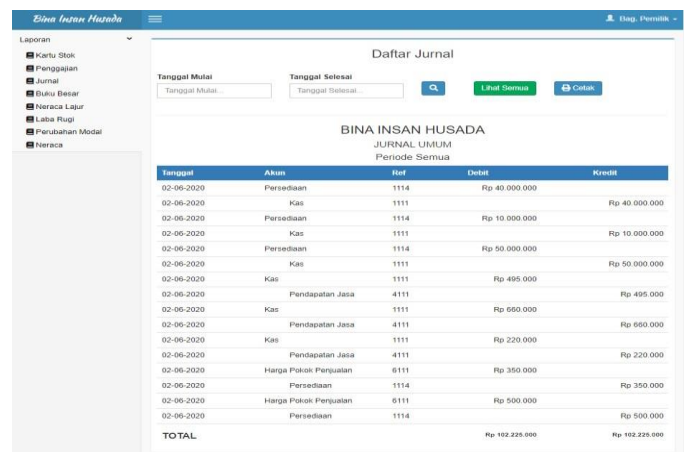 Bina Insan Husada
Bag. Pemilik
Laporan
Kartu Stok
Penggajian
Jurnal
Buku Besar
Neraca Lajur
Laba Rugi
Perubahan Modal
Neraca
Daftar Jurnal
Tanggal Mulai Tanggal Selesai
Tanggal Mulai... Tanggal Selesai... Lihat Semua Cetak
BINA INSAN HUSADA
JURNAL UMUM
Periode Semua
Tanggal Akun Ref Debit Kredit
02-06-2020 Persediaan 1114 Rp 40.000.000
02-06-2020 Kas 1111 Rp 40.000.000
02-06-2020 Persediaan 1114 Rp 10.000.000
02-06-2020 Kas 1111 Rp 10.000.000
02-06-2020 Persediaan 1114 Rp 50.000.000
02-06-2020 Kas 1111 Rp 50.000.000
02-06-2020 Kas 1111 Rp 495.000
02-06-2020 Pendapatan Jasa 4111 Rp 495.000
02-06-2020 Kas 1111 Rp 660.000
02-06-2020 Pendapatan Jasa 4111 Rp 660.000
02-06-2020 Kas 1111 Rp 220.000
02-06-2020 Pendapatan Jasa 4111 Rp 220.000
02-06-2020 Harga Pokok Penjualan 6111 Rp 350.000
02-06-2020 Persediaan 1114 Rp 350.000
02-06-2020 Harga Pokok Penjualan 6111 Rp 500.000
02-06-2020 Persediaan 1114 Rp 500.000
TOTAL Rp 102.225.000 Rp 102.225.000